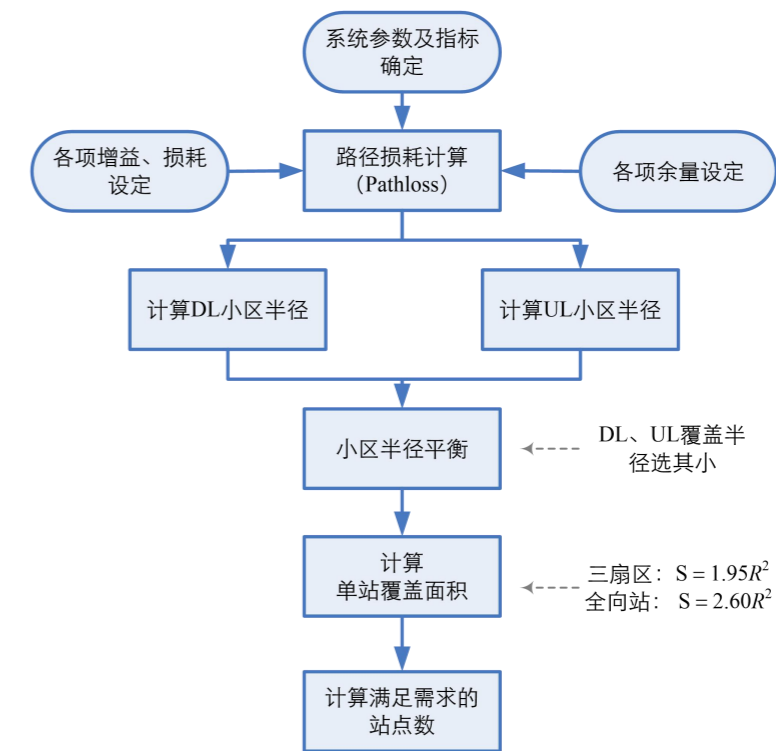 系统参数及指标
确定
各项增益、损耗
设定
路径损耗计算
（Pathloss）
各项余量设定
计算DL小区半径
计算UL小区半径
小区半径平衡
DL、UL覆盖半
径选其小
计算
单站覆盖面积
三扇区： S = 1.95R²
全向站： S = 2.60R²
计算满足需求的
站点数